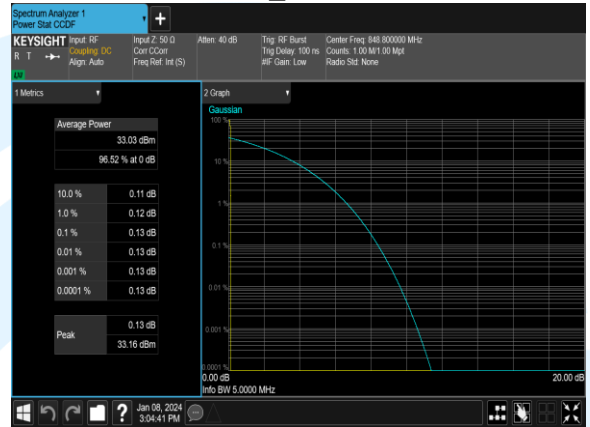 Spectrum Analyzer 1
Power Stat CCDF
+
KEYSIGHT
R T
LXI
Input: RF
Coupling: DC
Align: Auto
Input Z: 50 Ω
Corr CCorr
Freq Ref: Int (S)
Atten: 40 dB
Trig: RF Burst
Trig Delay: 100 ns
#IF Gain: Low
Center Freq: 848.800000 MHz
Counts: 1.00 M/1.00 Mpt
Radio Std: None
1 Metrics
Average Power
33.03 dBm
96.52 % at 0 dB
10.0 % 0.11 dB
1.0 % 0.12 dB
0.1 % 0.13 dB
0.01 % 0.13 dB
0.001 % 0.13 dB
0.0001 % 0.13 dB
Peak
0.13 dB
33.16 dBm
2 Graph
Gaussian
100 %
10 %
1 %
0.1 %
0.01 %
0.001 %
0.0001 %
0.00 dB 20.00 dB
Info BW 5.0000 MHz
?
Jan 08, 2024
3:04:41 PM